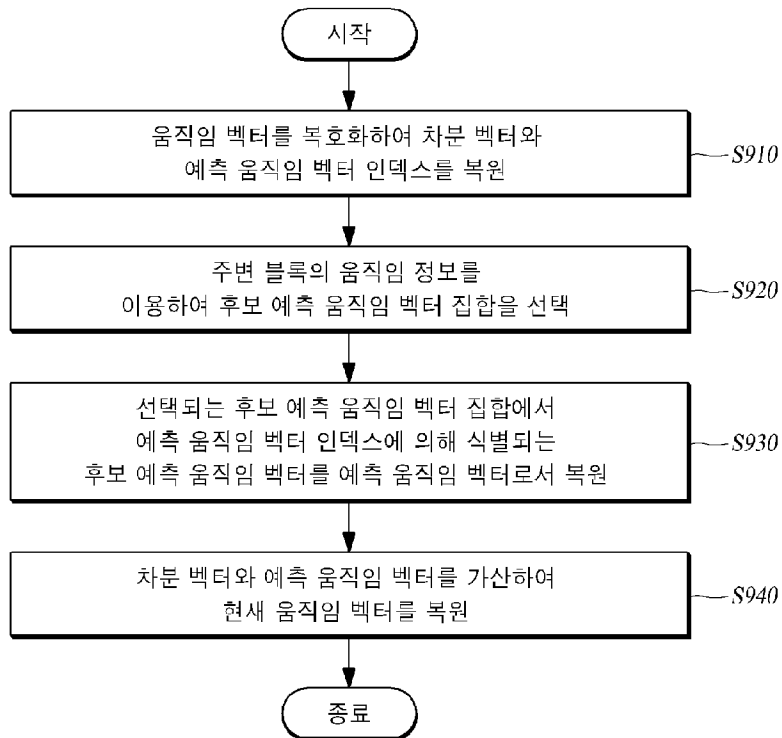 시작
움직임 벡터를 복호화하여 차분 벡터와
예측 움직임 벡터 인덱스를 복원
S910
주변 블록의 움직임 정보를
이용하여 후보 예측 움직임 벡터 집합을 선택
S920
선택되는 후보 예측 움직임 벡터 집합에서
예측 움직임 벡터 인덱스에 의해 식별되는
후보 예측 움직임 벡터를 예측 움직임 벡터로서 복원
S930
차분 벡터와 예측 움직임 벡터를 가산하여
현새 움직임 벡터를 복원
S940
종료